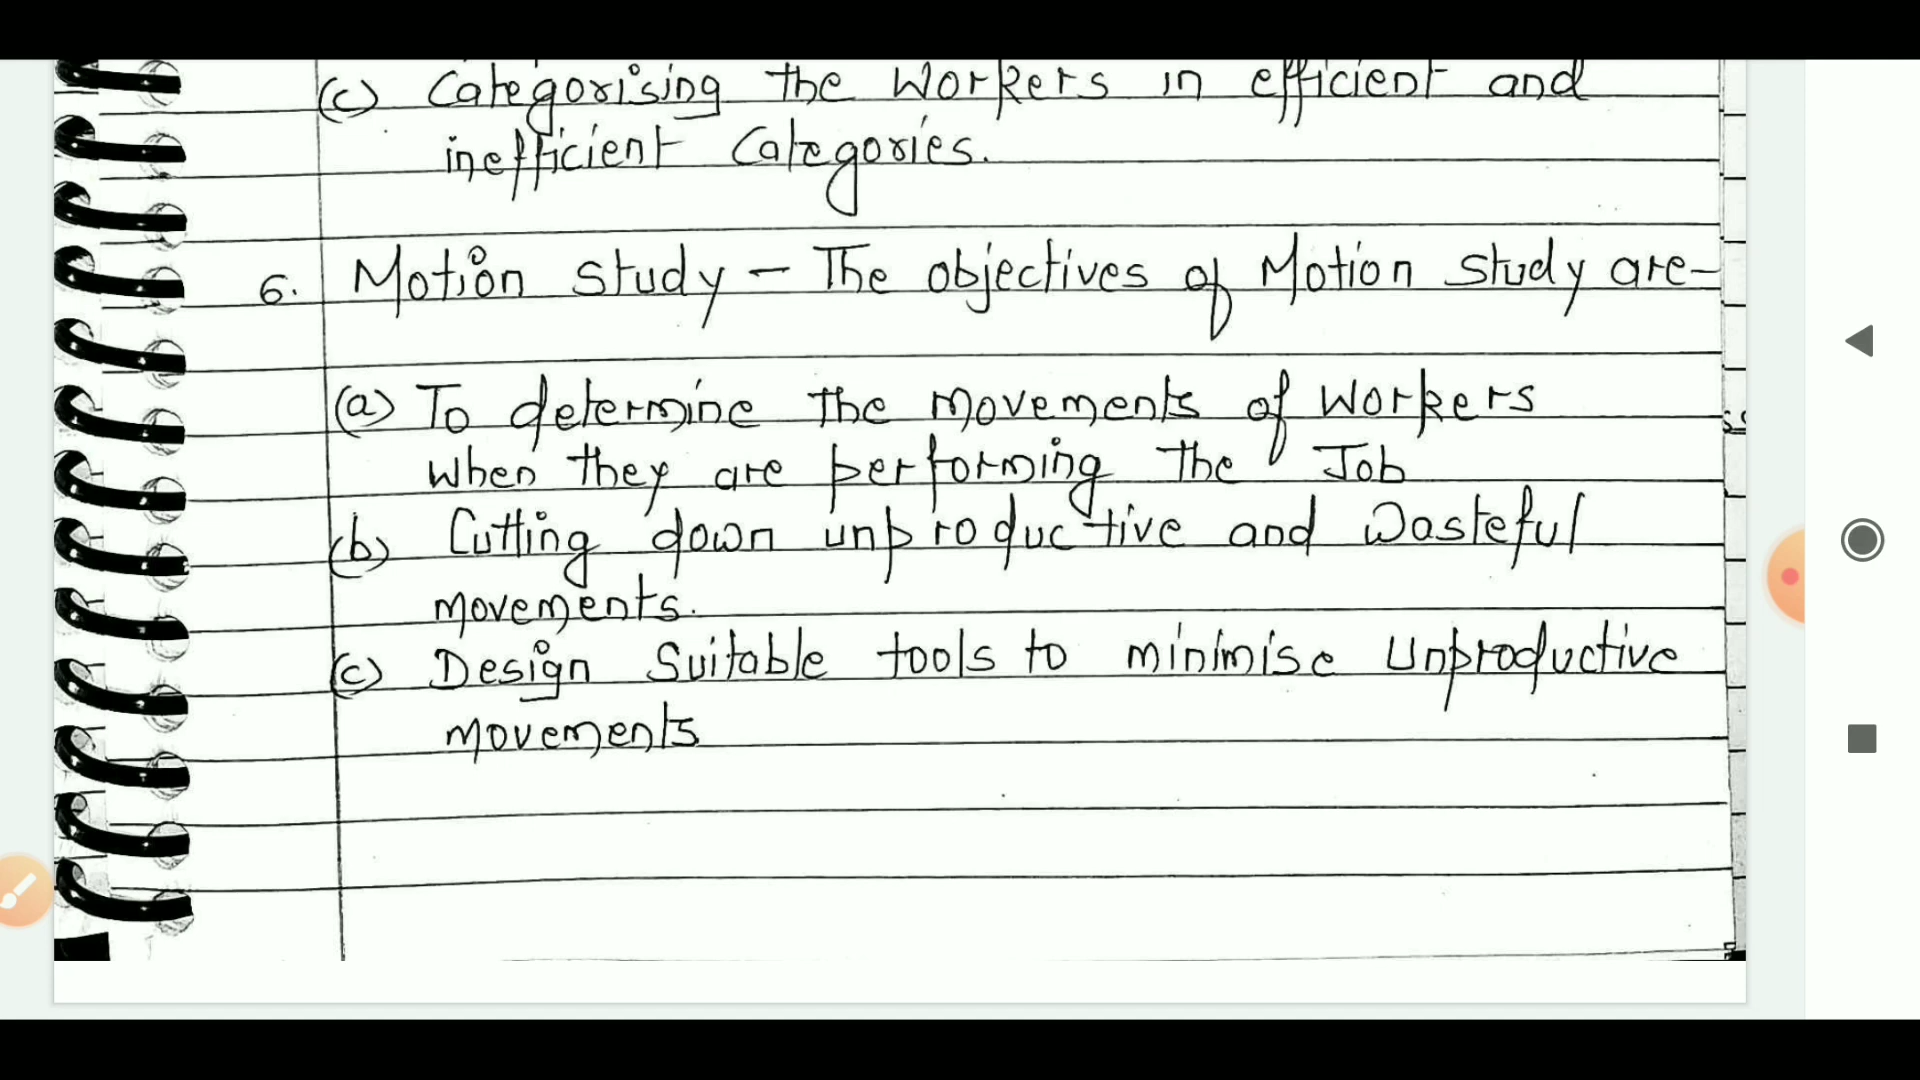 (c) Categorising the Workers in efficient and
inefficient Categories.
6. Motion study - The objectives of Motion study are-
(a) To determine the movements of workers
when they are performing the Job
(b) Cutting down unproductive and wasteful
movements.
(c) Design Suitable tools to minimise Unproductive
movements